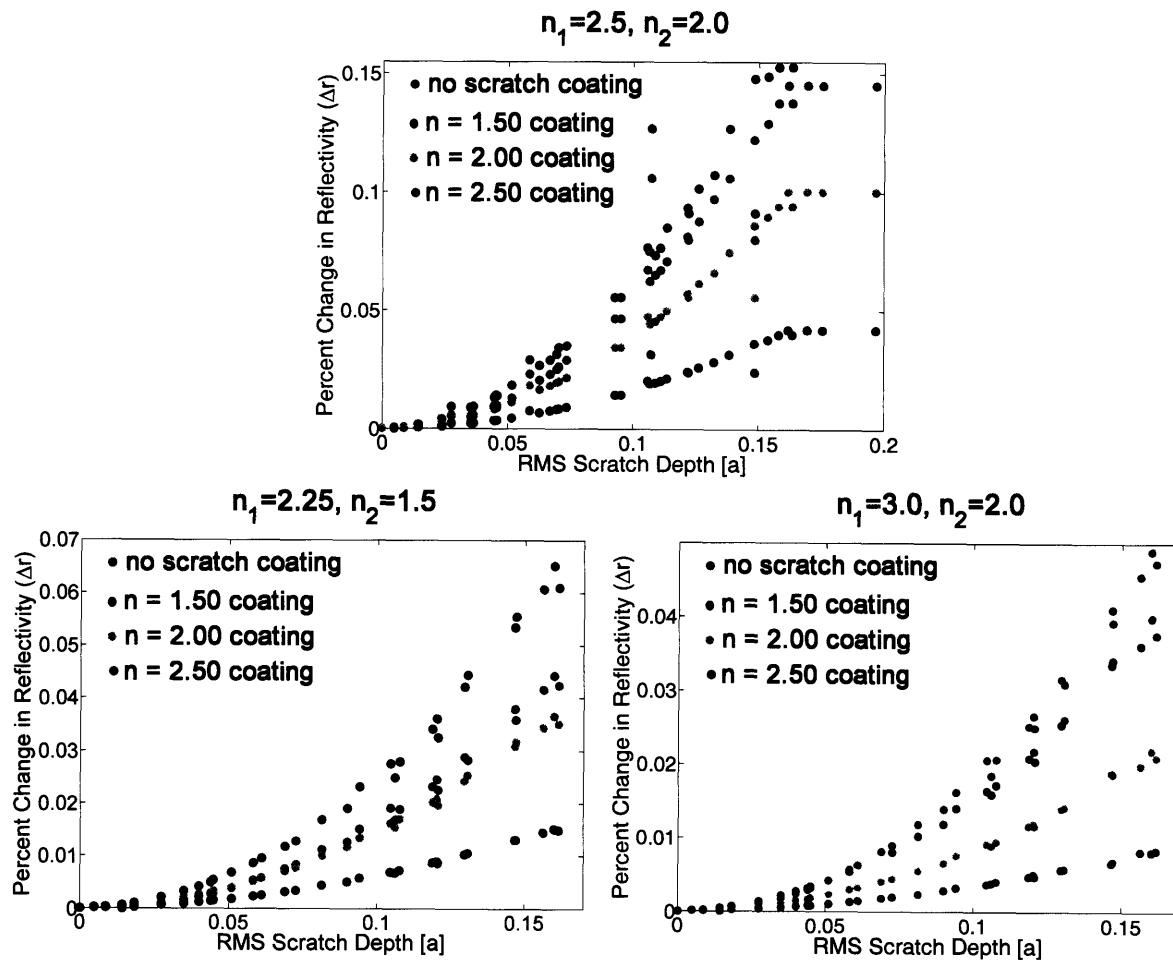 n1=2.5, n2=2.0
Percent Change in Reflectivity (Δr)
0.15
0.1
0.05
0
no scratch coating
n = 1.50 coating
n = 2.00 coating
n = 2.50 coating
0
0.05
0.1
0.15
0.2
RMS Scratch Depth [a]
n1=2.25, n2=1.5
Percent Change in Reflectivity (Δr)
0.07
0.06
0.05
0.04
0.03
0.02
0.01
0
no scratch coating
n = 1.50 coating
n = 2.00 coating
n = 2.50 coating
0
0.05
0.1
0.15
RMS Scratch Depth [a]
n1=3.0, n2=2.0
Percent Change in Reflectivity (Δr)
0.04
0.03
0.02
0.01
0
no scratch coating
n = 1.50 coating
n = 2.00 coating
n = 2.50 coating
0
0.05
0.1
0.15
RMS Scratch Depth [a]